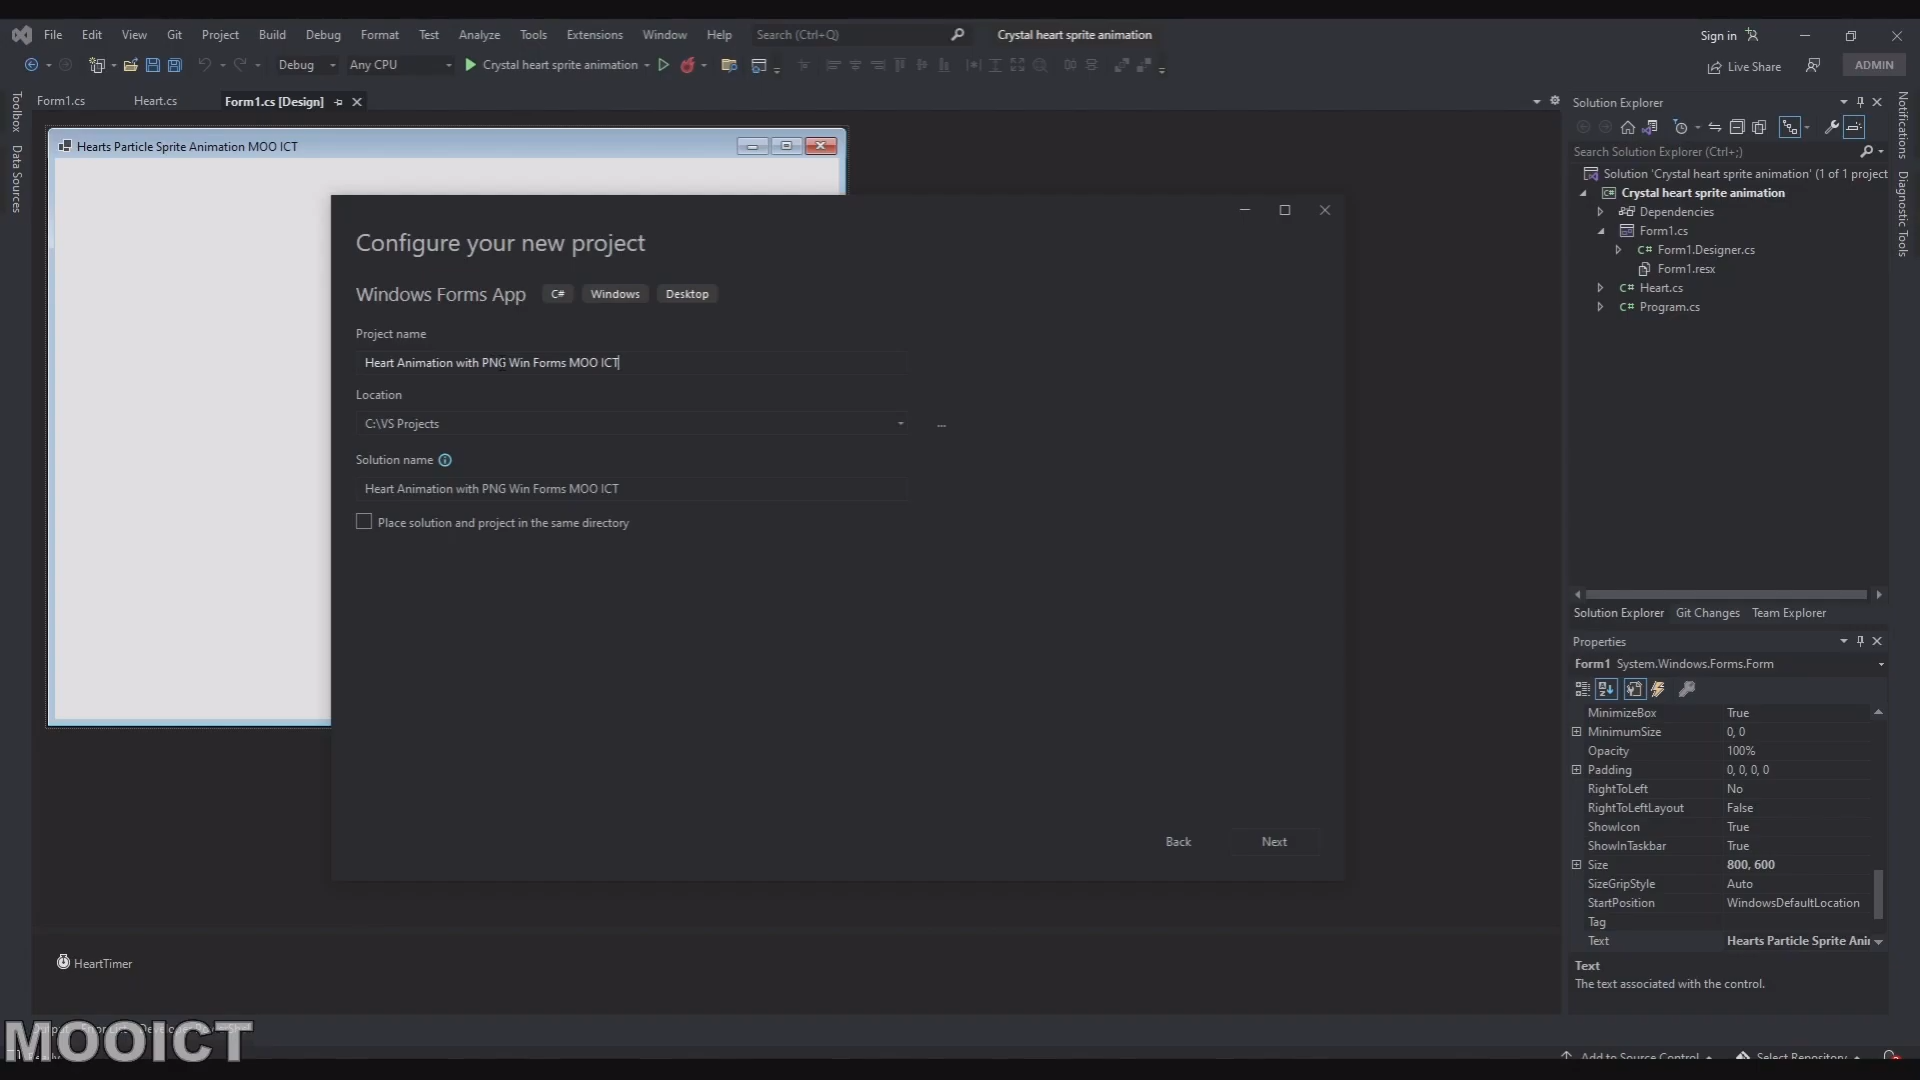 File Edit View Git Project Build Debug Format Test Analyze Tools Extensions Window Help Search (Ctrl+Q) Crystal heart sprite animation Sign in
Debug Any CPU Crystal heart sprite animation Live Share ADMIN
Form1.cs Heart.cs Form1.cs [Design]
Toolbox
Data Sources
Hearts Particle Sprite Animation MOO ICT
Configure your new project
Windows Forms App C# Windows Desktop
Project name
Heart Animation with PNG Win Forms MOO ICT
Location
C:\VS Projects
...
Solution name
Heart Animation with PNG Win Forms MOO ICT
Place solution and project in the same directory
Back Next
HeartTimer
Solution Explorer
Search Solution Explorer (Ctrl+;)
Solution 'Crystal heart sprite animation' (1 of 1 project
C# Crystal heart sprite animation
Dependencies
Form1.cs
C# Form1.Designer.cs
Form1.resx
C# Heart.cs
C# Program.cs
Solution Explorer Git Changes Team Explorer
Properties
Form1 System.Windows.Forms.Form
MinimizeBox True
MinimumSize 0, 0
Opacity 100%
Padding 0, 0, 0, 0
RightToLeft No
RightToLeftLayout False
ShowIcon True
ShowInTaskbar True
Size 800, 600
SizeGripStyle Auto
StartPosition WindowsDefaultLocation
Tag
Text Hearts Particle Sprite Ani
Text
The text associated with the control.
Notifications
Diagnostic Tools
MOOICT
Add to Source Control Select Repository